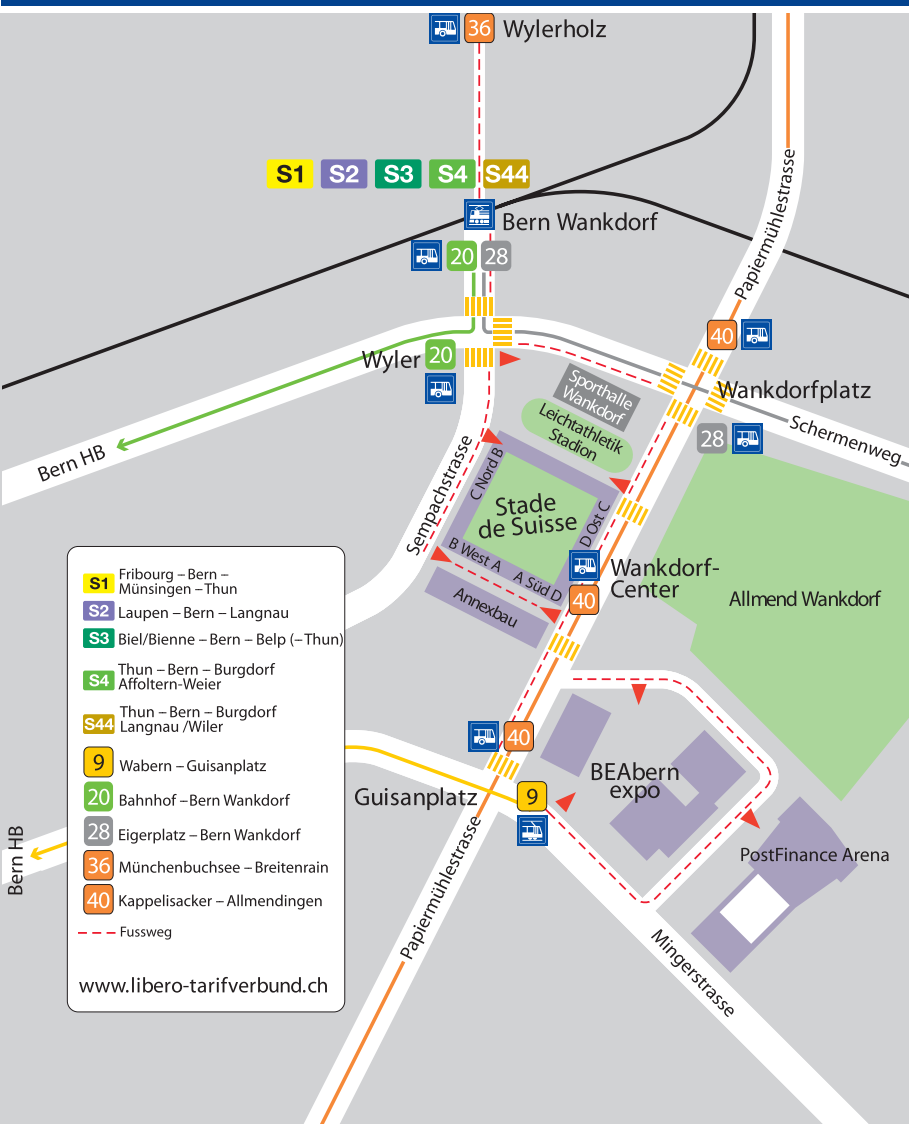 36 Wylerholz
S1 S2 S3 S4 S44
Bern Wankdorf
20 28
Papiermühlestrasse
40
Wyler 20
Wankdorfplatz
Sporthalle
Wankdorf
Leichtathletik
Stadion
28
Schermenweg
Bern HB
Sempachstrasse
C Nord B
Stade
de Suisse
D Ost C
B West A
A Süd D
Annexbau
Wankdorf-
Center
40
Allmend Wankdorf
S1 Fribourg – Bern –
Münsingen – Thun
S2 Laupen – Bern – Langnau
S3 Biel/Bienne – Bern – Belp (– Thun)
S4 Thun – Bern – Burgdorf
Affoltern-Weier
S44 Thun – Bern – Burgdorf
Langnau /Wiler
9 Wabern – Guisanplatz
20 Bahnhof – Bern Wankdorf
28 Eigerplatz – Bern Wankdorf
36 Münchenbuchsee – Breitenrain
40 Kappelisacker – Allmendingen
Fussweg
www.libero-tarifverbund.ch
40
Guisanplatz
9
BEAbern
expo
PostFinance Arena
Bern HB
Papiermühlestrasse
Mingerstrasse